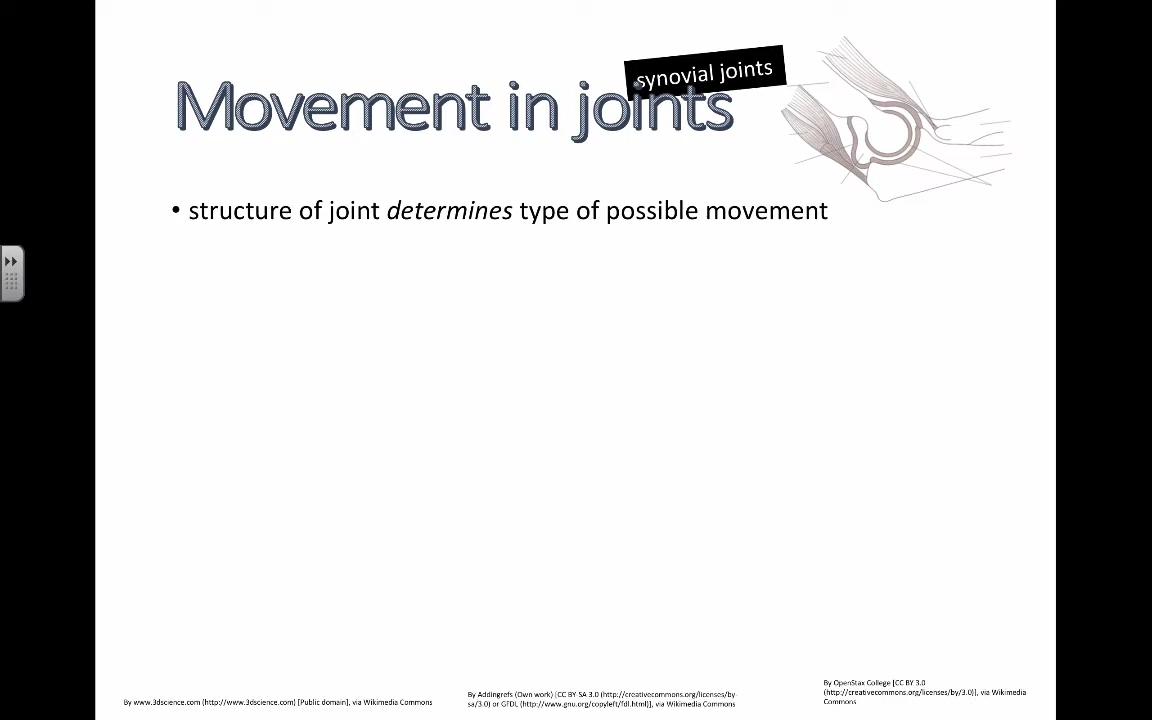 synovial joints
Movement in joints
• structure of joint determines type of possible movement
By www.3dscience.com (http://www.3dscience.com) [Public domain], via Wikimedia Commons
By Addingrefs (Own work) [CC BY-SA 3.0 (http://creativecommons.org/licenses/by-
sa/3.0) or GFDL (http://www.gnu.org/copyleft/fdl.html)], via Wikimedia Commons
By OpenStax College [CC BY 3.0
(http://creativecommons.org/licenses/by/3.0)], via Wikimedia
Commons